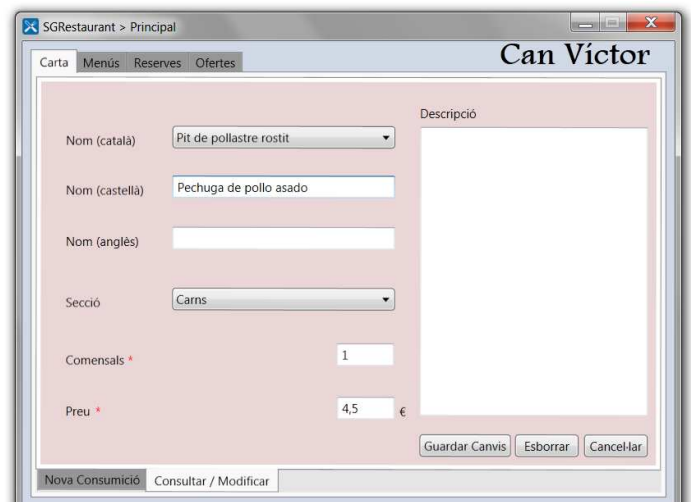 SGRestaurant > Principal
Can Víctor
Carta Menús Reserves Ofertes
Descripció
Nom (català) Pit de pollastre rostit
Nom (castellà) Pechuga de pollo asado
Nom (anglès)
Secció Carns
Comensals * 1
Preu * 4,5 €
Guardar Canvis Esborrar Cancel·lar
Nova Consumició Consultar / Modificar